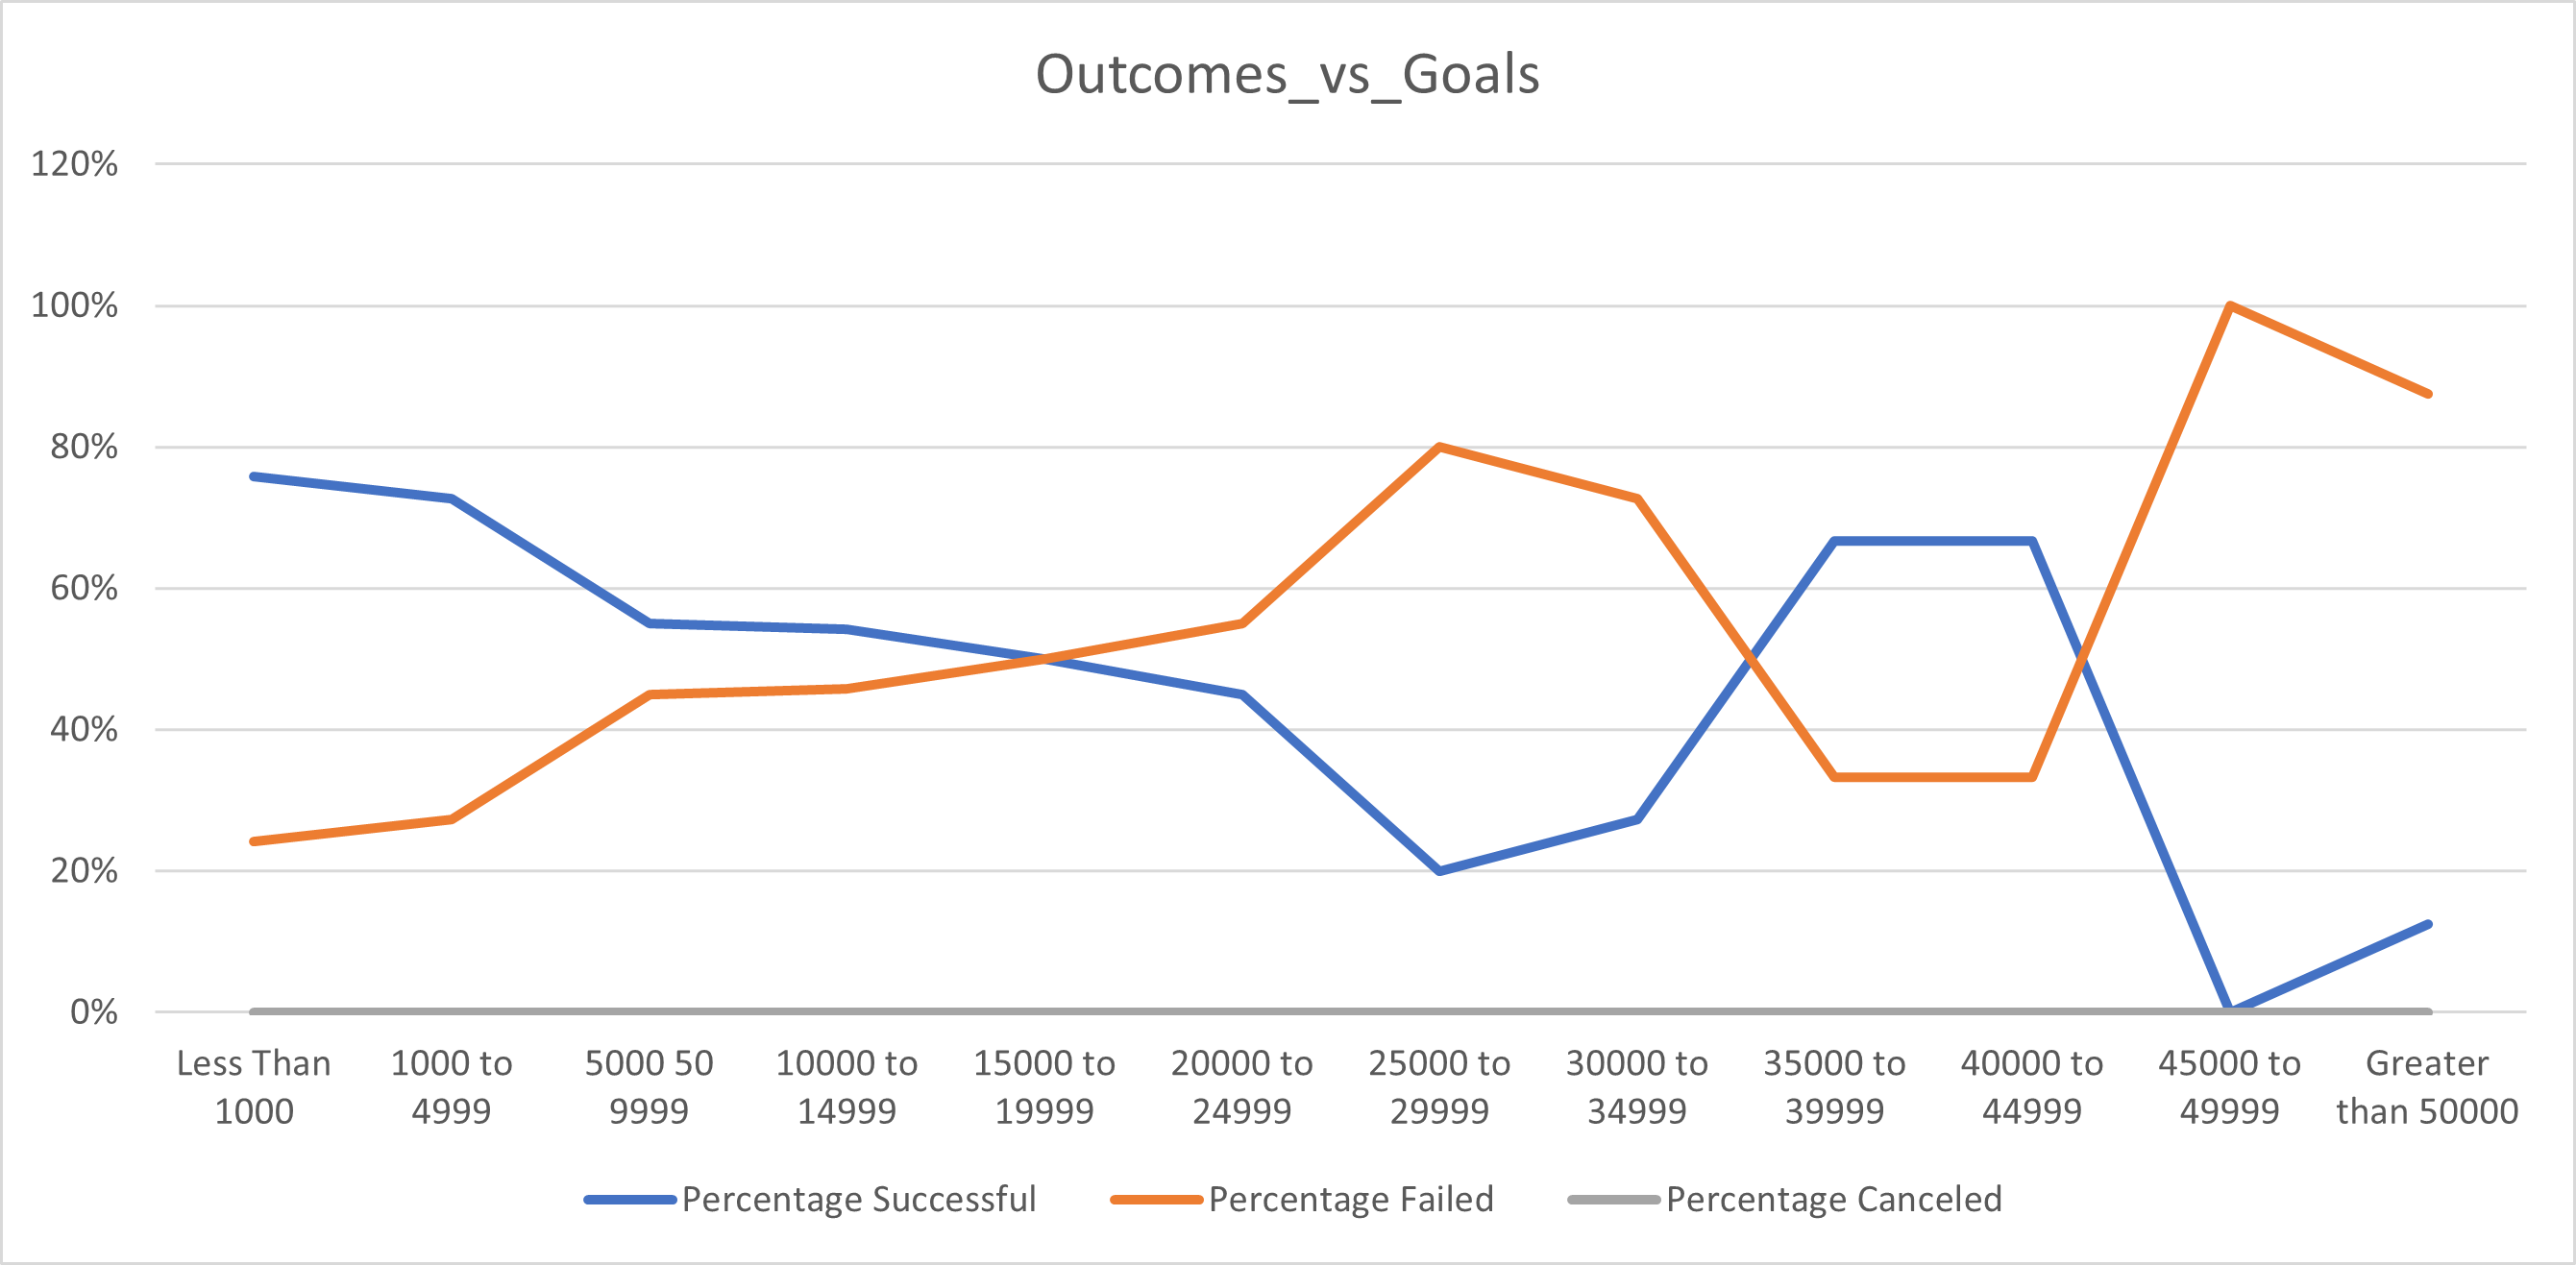 Outcomes_vs_Goals
120%
100%
80%
60%
40%
20%
0%
Less Than
1000
1000 to
4999
5000 50
9999
10000 to
14999
15000 to
19999
20000 to
24999
25000 to
29999
30000 to
34999
35000 to
39999
40000 to
44999
45000 to
49999
Greater
than 50000
Percentage Successful
Percentage Failed
Percentage Canceled